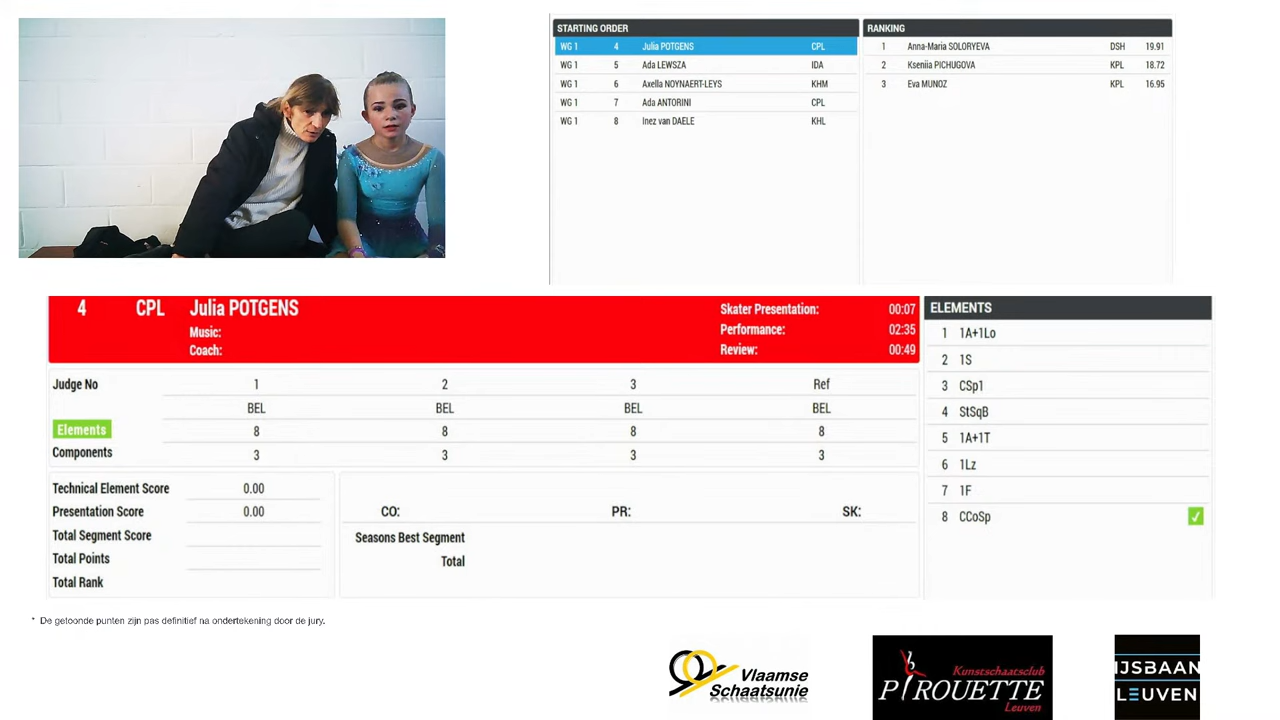 STARTING ORDER
WG 1 4 Julia POTGENS CPL
WG 1 5 Ada LEWSZA IDA
WG 1 6 Axella NOYNAERT-LEYS KHM
WG 1 7 Ada ANTORINI CPL
WG 1 8 Inez van DAELE KHL
RANKING
1 Anna-Maria SOLORYEVA DSH 19.91
2 Kseniia PICHUGOVA KPL 18.72
3 Eva MUNOZ KPL 16.95
4 CPL Julia POTGENS
Music:
Coach:
Skater Presentation: 00:07
Performance: 02:35
Review: 00:49
Judge No 1 2 3 Ref
BEL BEL BEL BEL
Elements 8 8 8 8
Components 3 3 3 3
Technical Element Score 0.00
Presentation Score 0.00
Total Segment Score
Total Points
Total Rank
CO: PR: SK:
Seasons Best Segment
Total
ELEMENTS
1 1A+1Lo
2 1S
3 CSp1
4 StSqB
5 1A+1T
6 1Lz
7 1F
8 CCoSp
* De getoonde punten zijn pas definitief na ondertekening door de jury.
Vlaamse
Schaatsunie
Kunstschaatsclub
PIROUETTE
Leuven
IJSBAAN
LEUVEN